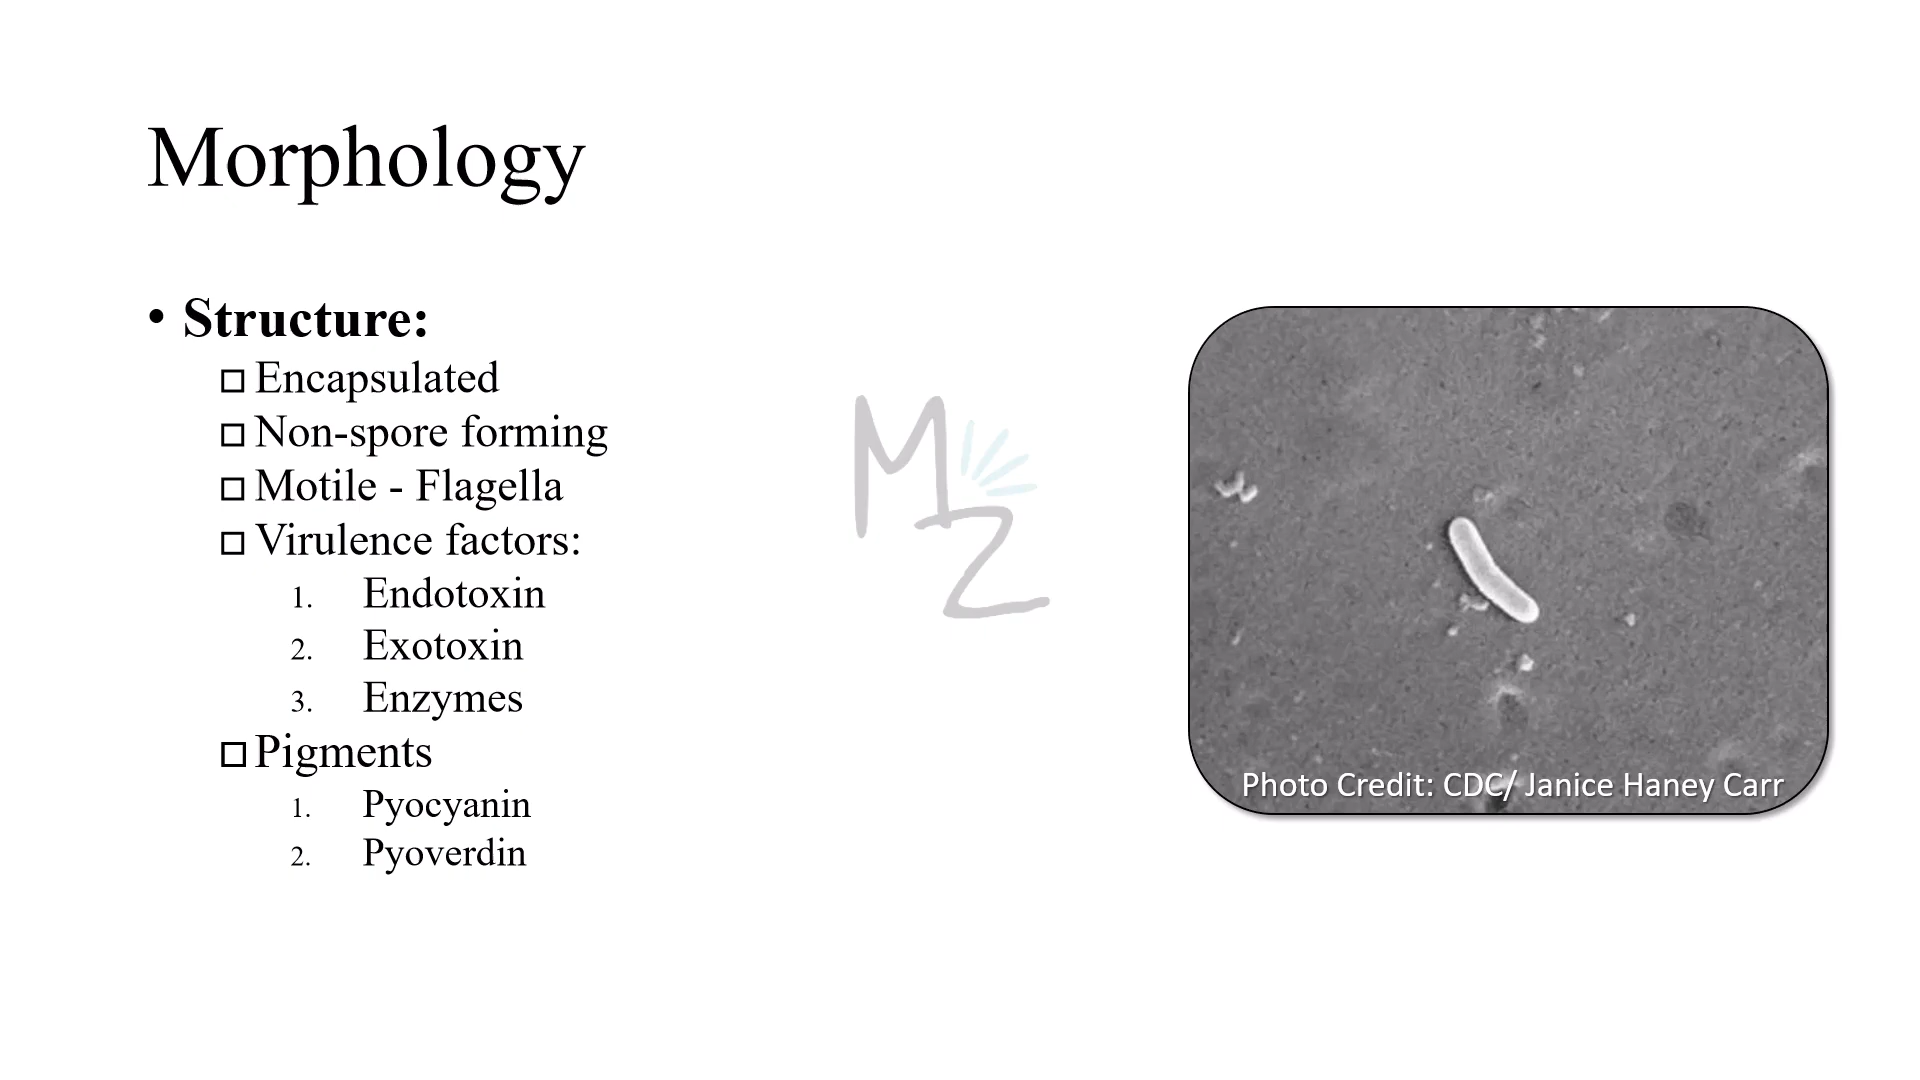 Morphology
• Structure:
□ Encapsulated
□ Non-spore forming
□ Motile - Flagella
□ Virulence factors:
1. Endotoxin
2. Exotoxin
3. Enzymes
□ Pigments
1. Pyocyanin
2. Pyoverdin
M
Z
Photo Credit: CDC/ Janice Haney Carr